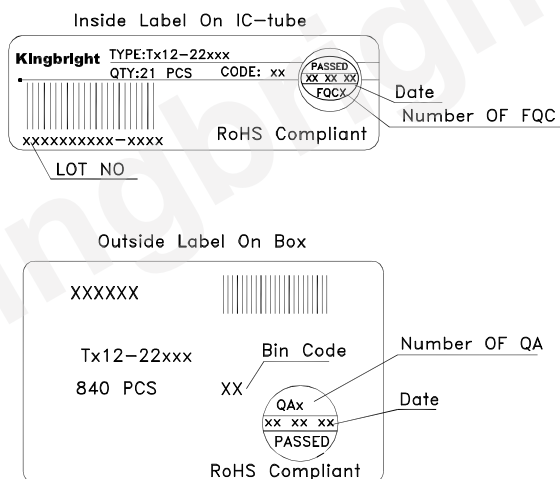 Inside Label On IC-tube
Kingbright TYPE:Tx12-22xxx
QTY:21 PCS CODE: xx
PASSED
xx xx xx
FQCX
Date
Number OF FQC
RoHS Compliant
xxxxxxxxxx-xxxx
LOT NO
Outside Label On Box
XXXXXX
Tx12-22xxx
Bin Code
Number OF QA
840 PCS
XX
QAx
Date
xx xx xx
PASSED
RoHS Compliant